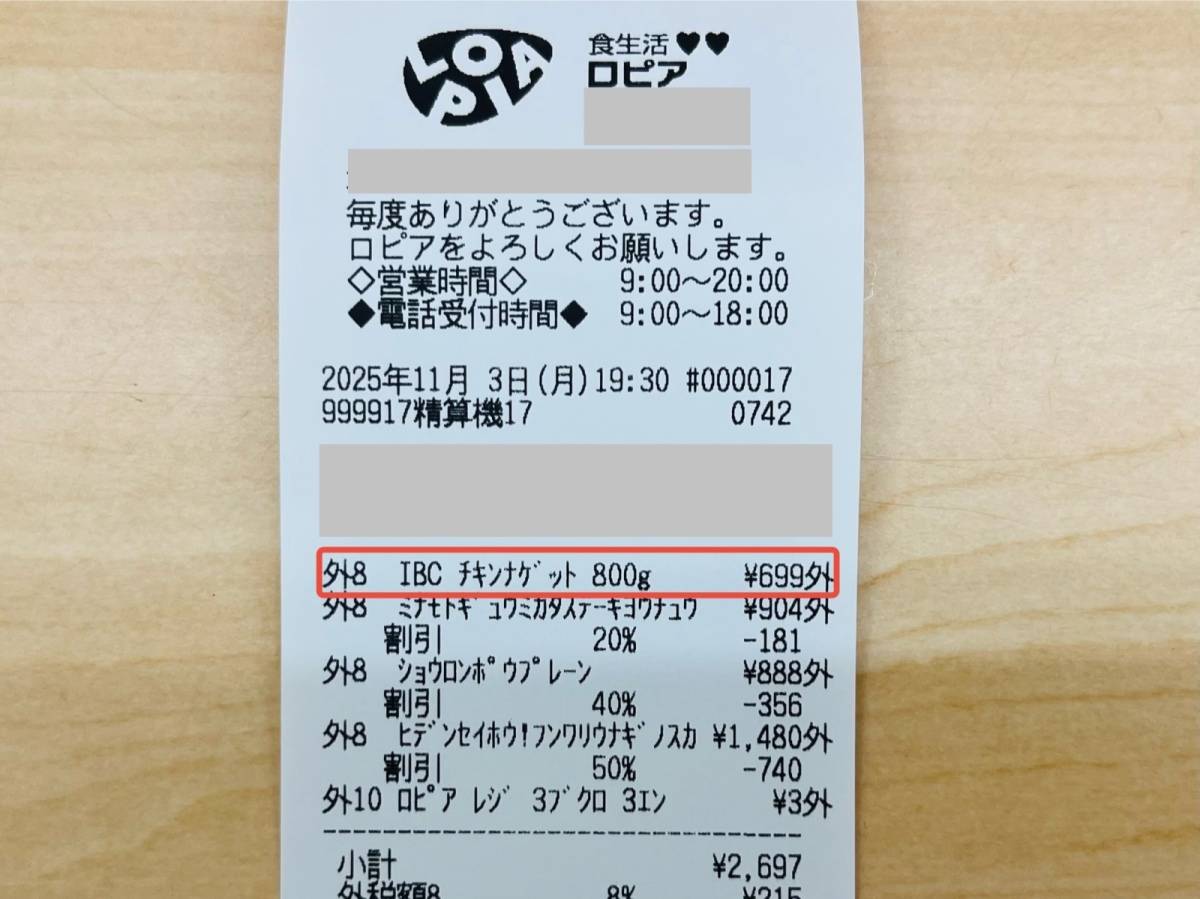 LOPIA
食生活♥♥
ロピア
毎度ありがとうございます。
ロピアをよろしくお願いします。
◇営業時間◇ 9:00～20:00
◆電話受付時間◆ 9:00～18:00
2025年11月 3日(月)19:30 #000017
999917精算機17 0742
外8 IBC ﾁｷﾝﾅｹﾞｯﾄ 800g ¥699外
外8 ﾐﾅﾓﾄｷﾞｭｳﾐｶﾀｽﾃｰｷﾖｳﾅｭｳ ¥904外
割引 20% -181
外8 ｼｮｳﾛﾝﾎﾟｳﾌﾟﾚｰﾝ ¥888外
割引 40% -356
外8 ﾋﾃﾞﾝｾｲﾎｳ!ﾌﾝﾜﾘｳﾅｷﾞﾉｽｶ ¥1,480外
割引 50% -740
外10 ﾛﾋﾟｱ ﾚｼﾞ 3ﾌﾞｸﾛ 3ｴﾝ ¥3外
小計 ¥2,697
外税額8 8% ¥215